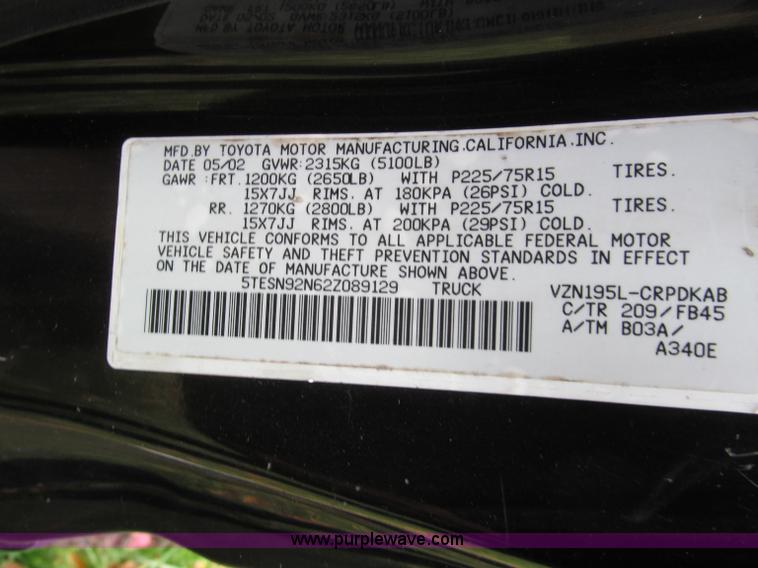 MFD.BY TOYOTA MOTOR MANUFACTURING.CALIFORNIA.INC.
DATE 05/02 GVWR:2315KG (5100LB)
GAWR:FRT.1200KG (2650LB) WITH P225/75R15 TIRES.
15X7JJ RIMS. AT 180KPA (26PSI) COLD.
RR. 1270KG (2800LB) WITH P225/75R15 TIRES.
15X7JJ RIMS. AT 200KPA (29PSI) COLD.
THIS VEHICLE CONFORMS TO ALL APPLICABLE FEDERAL MOTOR
VEHICLE SAFETY AND THEFT PREVENTION STANDARDS IN EFFECT
ON THE DATE OF MANUFACTURE SHOWN ABOVE.
5TESN92N62Z089129 TRUCK VZN195L-CRPDKAB
C/TR 209/FB45
A/TM B03A/
A340E
www.purplewave.com